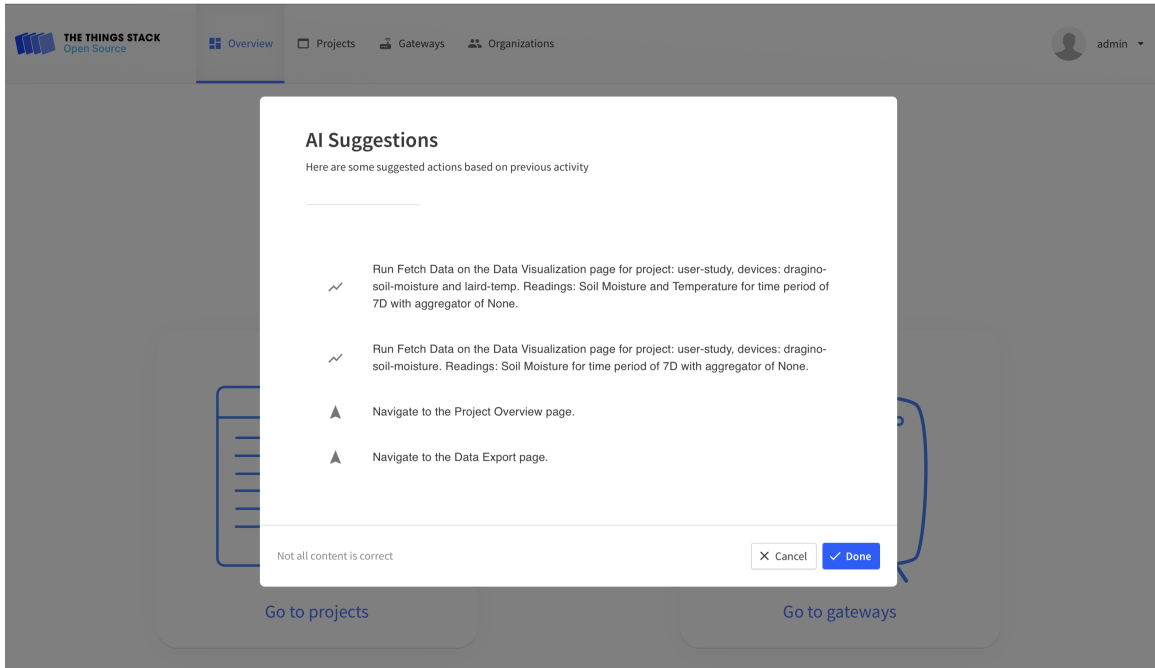 THE THINGS STACK
Open Source
Overview
Projects
Gateways
Organizations
admin
AI Suggestions
Here are some suggested actions based on previous activity
Run Fetch Data on the Data Visualization page for project: user-study, devices: dragino-
soil-moisture and laird-temp. Readings: Soil Moisture and Temperature for time period of
7D with aggregator of None.
Run Fetch Data on the Data Visualization page for project: user-study, devices: dragino-
soil-moisture. Readings: Soil Moisture for time period of 7D with aggregator of None.
Navigate to the Project Overview page.
Navigate to the Data Export page.
Not all content is correct
Cancel
Done
Go to projects
Go to gateways